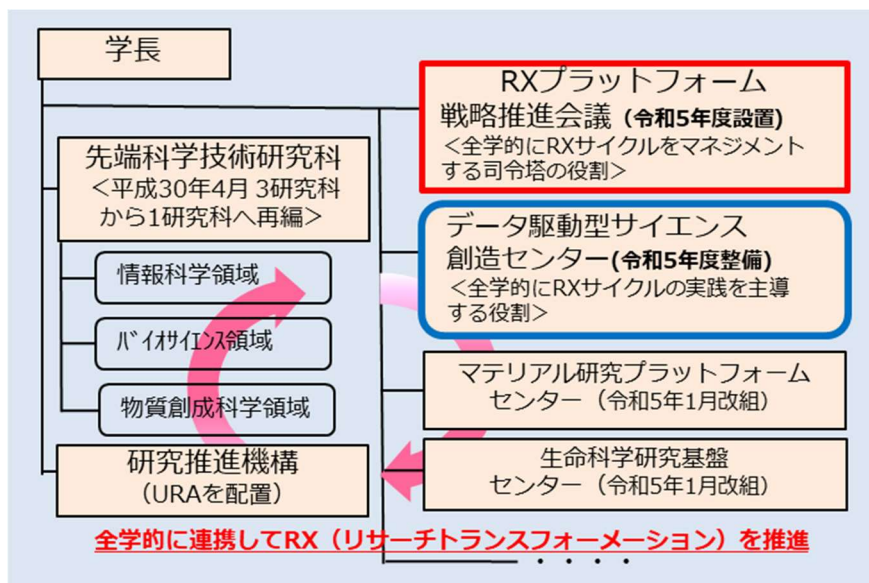 学長
先端科学技術研究科
<平成30年4月 3研究科
から1研究科へ再編>
情報科学領域
バイオサイエンス領域
物質創成科学領域
研究推進機構
(URAを配置)
RXプラットフォーム
戦略推進会議 (令和5年度設置)
<全学的にRXサイクルをマネジメント
する司令塔の役割>
データ駆動型サイエンス
創造センター(令和5年度整備)
<全学的にRXサイクルの実践を主導
する役割>
マテリアル研究プラットフォーム
センター（令和5年1月改組）
生命科学研究基盤
センター（令和5年1月改組）
全学的に連携してRX（リサーチトランスフォーメーション）を推進
・・・・